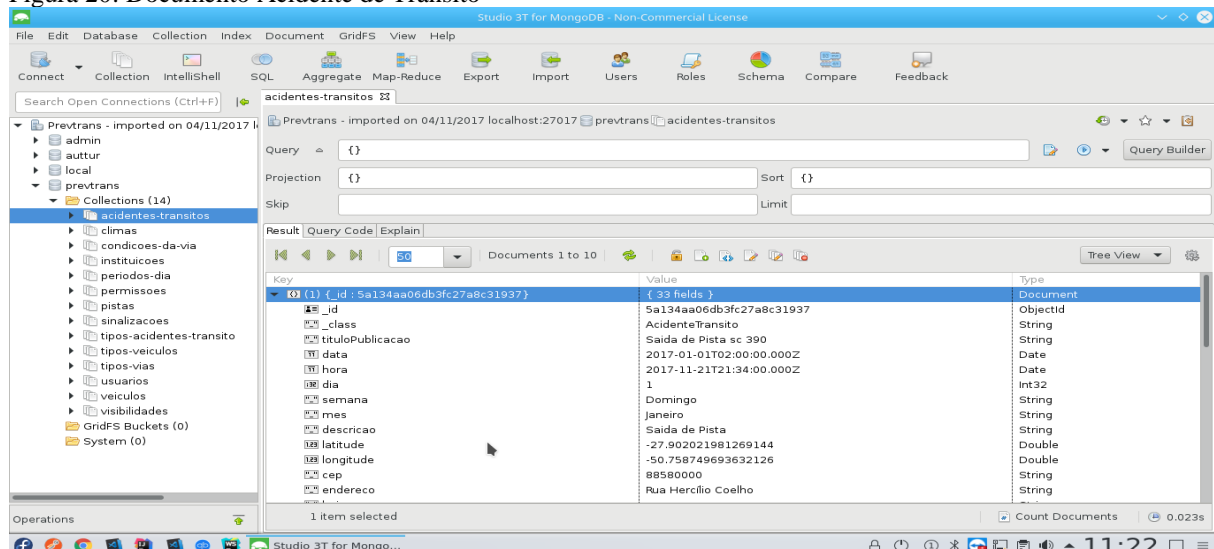 Figura 20: Documento Acidente de Trânsito
Studio 3T for MongoDB - Non-Commercial License
File Edit Database Collection Index Document GridFS View Help
Connect Collection IntelliShell SQL Aggregate Map-Reduce Export Import Users Roles Schema Compare Feedback
Search Open Connections (Ctrl+F)
acidentes-transitos
Prevtrans - imported on 04/11/2017 l
admin
auttur
local
prevtrans
Collections (14)
acidentes-transitos
climas
condicoes-da-via
instituicoes
periodos-dia
permissoes
pistas
sinalizacoes
tipos-acidentes-transito
tipos-veiculos
tipos-vias
usuarios
veiculos
visibilidades
GridFS Buckets (0)
System (0)
Operations
Prevtrans - imported on 04/11/2017 localhost:27017 prevtrans acidentes-transitos
Query {} Query Builder
Projection {} Sort {}
Skip Limit
Result Query Code Explain
50 Documents 1 to 10 Tree View
Key Value Type
(1) {_id : 5a134aa06db3fc27a8c31937} { 33 fields } Document
_id 5a134aa06db3fc27a8c31937 ObjectId
_class AcidenteTransito String
tituloPublicacao Saida de Pista sc 390 String
data 2017-01-01T02:00:00.000Z Date
hora 2017-11-21T21:34:00.000Z Date
dia 1 Int32
semana Domingo String
mes Janeiro String
descricao Saida de Pista String
latitude -27.902021981269144 Double
longitude -50.758749693632126 Double
cep 88580000 String
endereco Rua Hercílio Coelho String
1 item selected Count Documents 0.023s
Studio 3T for Mongo... 11:22